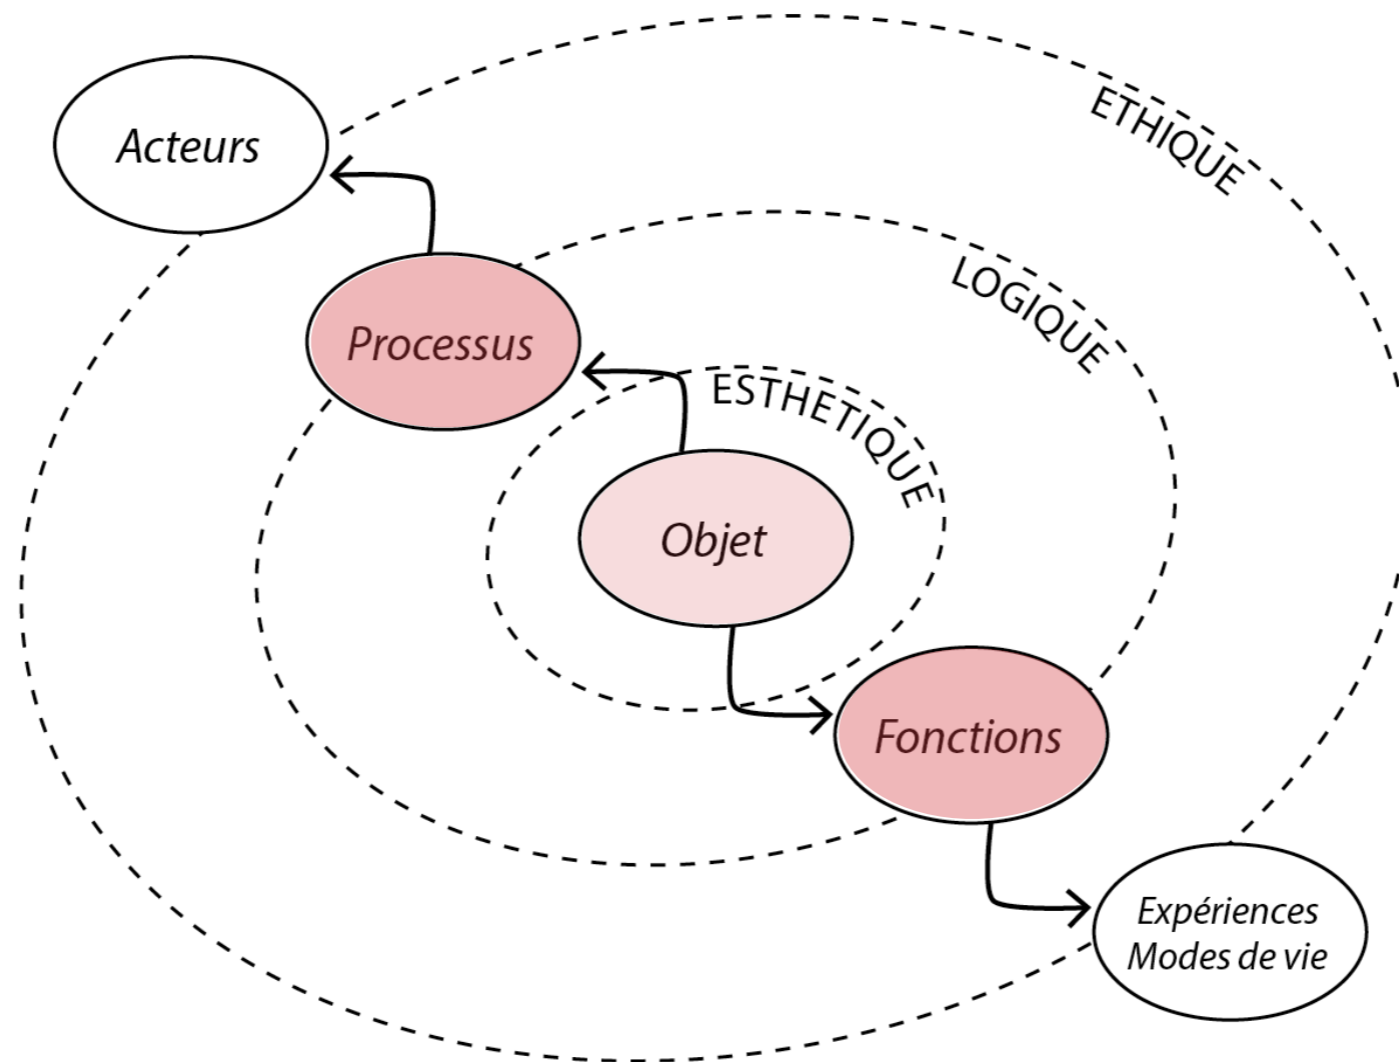 ETHIQUE
Acteurs
LOGIQUE
Processus
ESTHETIQUE
Objet
Fonctions
Expériences
Modes de vie